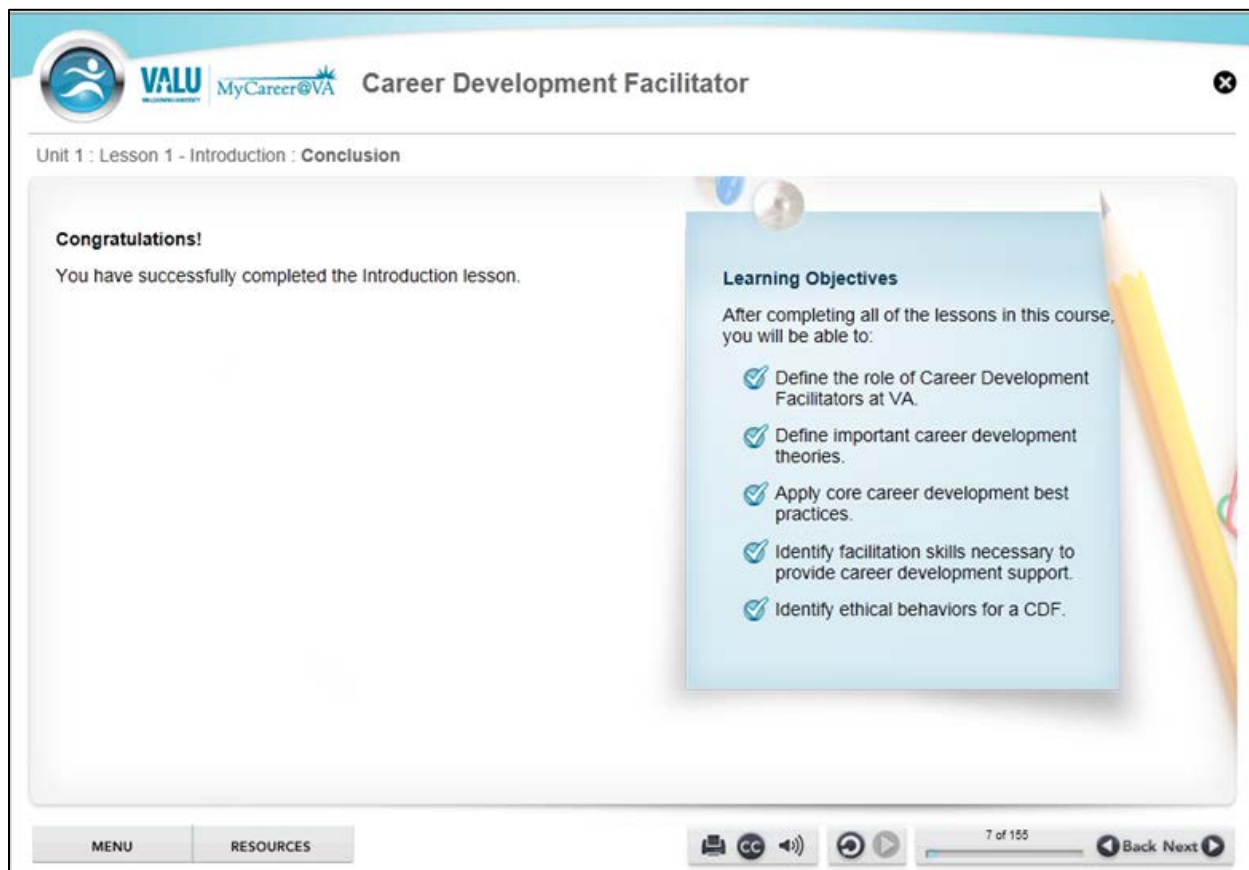 VALU
MyCareer@VA
Career Development Facilitator
Unit 1 : Lesson 1 - Introduction : Conclusion
Congratulations!
You have successfully completed the Introduction lesson.
Learning Objectives
After completing all of the lessons in this course,
you will be able to:
Define the role of Career Development
Facilitators at VA.
Define important career development
theories.
Apply core career development best
practices.
Identify facilitation skills necessary to
provide career development support.
Identify ethical behaviors for a CDF.
MENU
RESOURCES
CC
7 of 155
Back Next